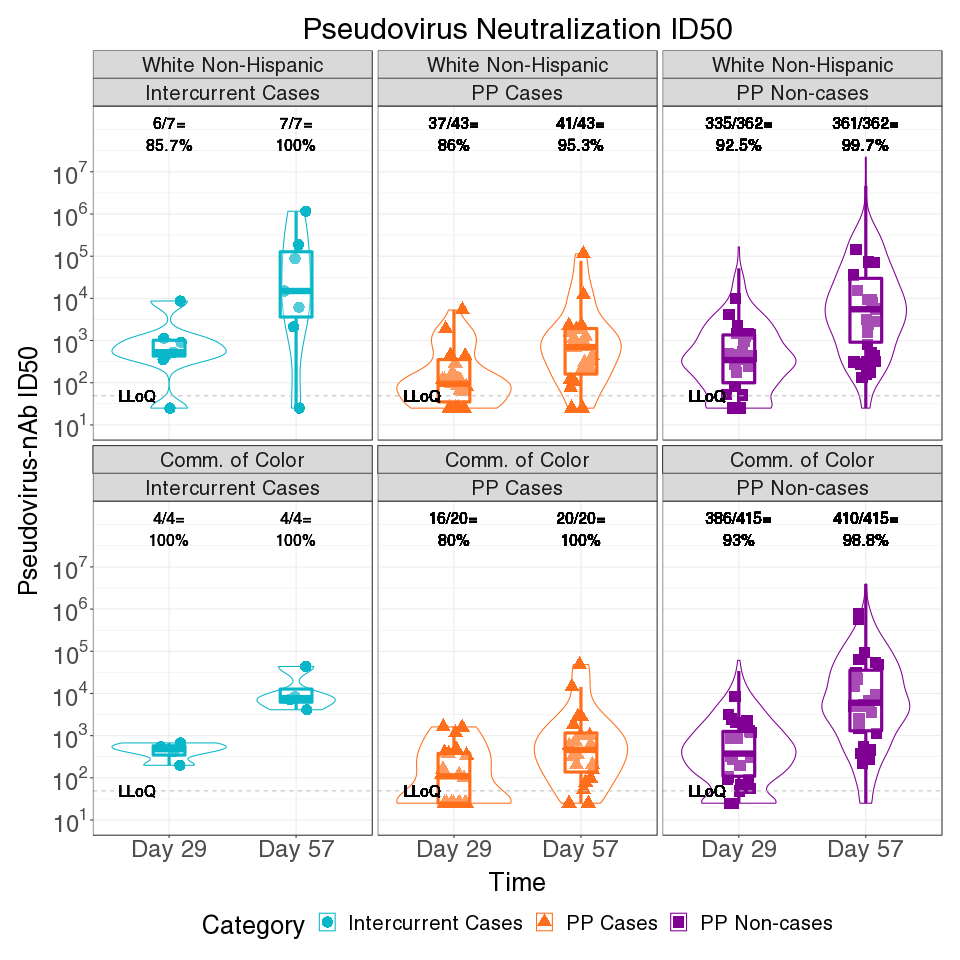 Pseudovirus Neutralization ID50
White Non-Hispanic White Non-Hispanic White Non-Hispanic
Intercurrent Cases PP Cases PP Non-cases
6/7= 7/7= 37/43= 41/43= 335/362= 361/362=
85.7% 100% 86% 95.3% 92.5% 99.7%
10^7
10^6
10^5
10^4
10^3
10^2
LLoQ LLoQ LLoQ
10^1
Comm. of Color Comm. of Color Comm. of Color
Intercurrent Cases PP Cases PP Non-cases
4/4= 4/4= 16/20= 20/20= 386/415= 410/415=
100% 100% 80% 100% 93% 98.8%
10^7
10^6
10^5
10^4
10^3
10^2
LLoQ LLoQ LLoQ
10^1
Pseudovirus-nAb ID50
Day 29 Day 57 Day 29 Day 57 Day 29 Day 57
Time
Category Intercurrent Cases PP Cases PP Non-cases